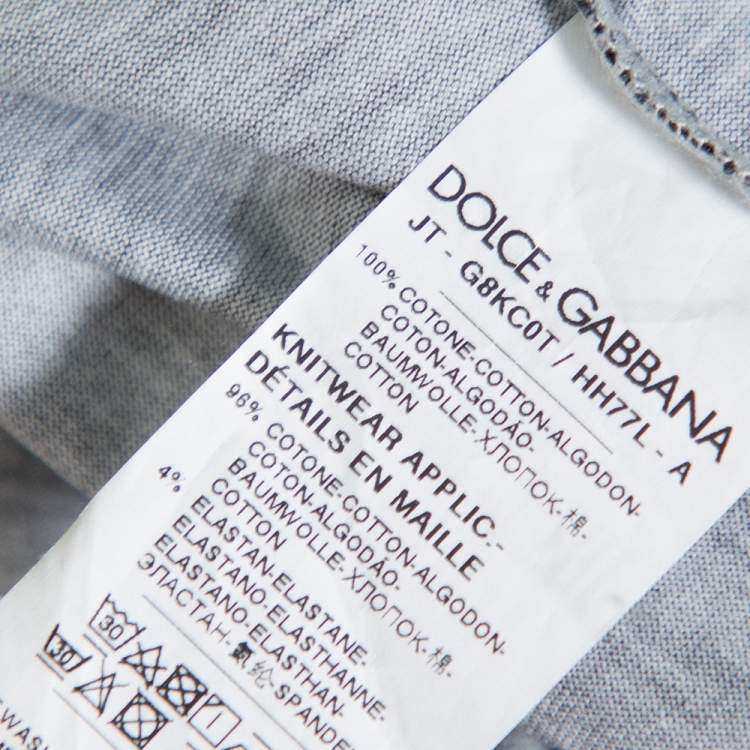 DOLCE & GABBANA
JT - G8KC0T / HH77L - A
100% COTONE-COTTON-ALGODON-
COTON-ALGODÃO-
BAUMWOLLE-ХЛОПОК-棉-
COTTON
KNITWEAR APPLIC.-
DÉTAILS EN MAILLE
96% COTONE-COTTON-ALGODON-
COTON-ALGODÃO-
BAUMWOLLE-ХЛОПОК-棉-
COTTON
4% ELASTAN-ELASTANE-
ELASTANO-ELASTHANNE-
ELASTANO-ELASTHAN-
ЭЛАСТАН-氨纶-SPANDEX
30
30